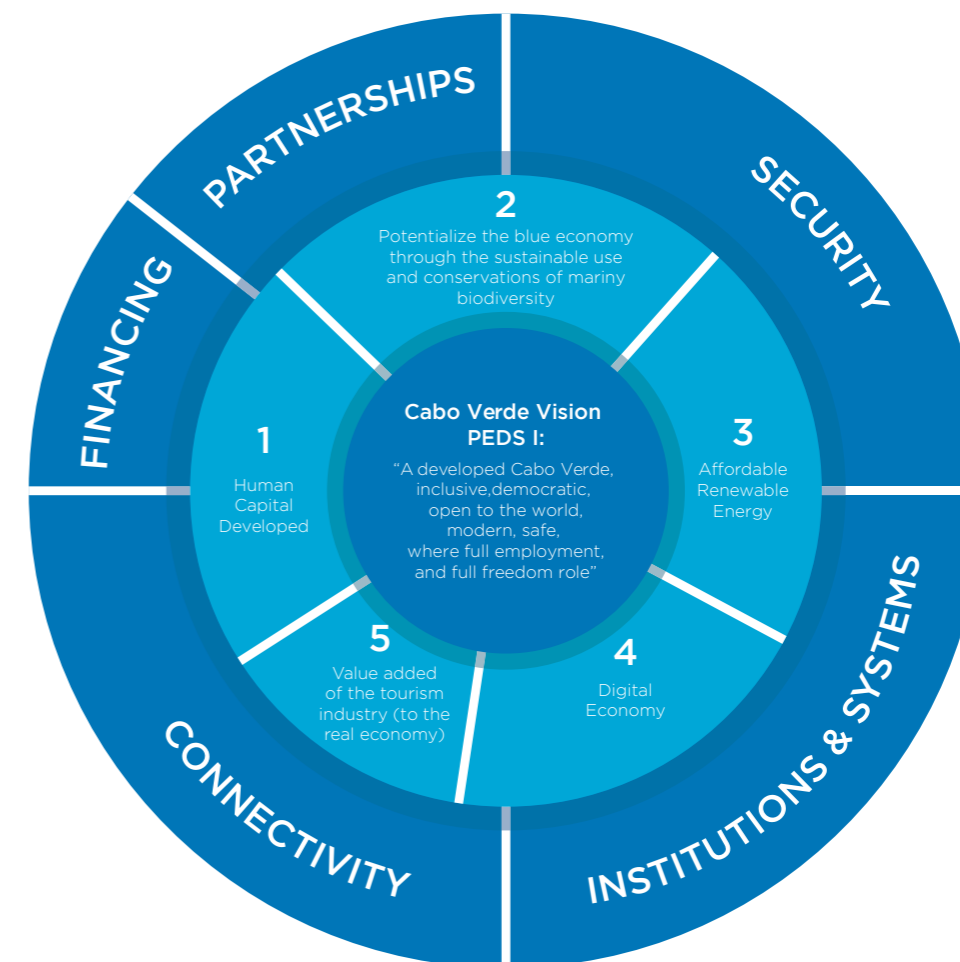 PARTNERSHIPS
SECURITY
FINANCING
2
Potentialize the blue economy
through the sustainable use
and conservations of mariny
biodiversity
Cabo Verde Vision
PEDS I:
“A developed Cabo Verde,
inclusive,democratic,
open to the world,
modern, safe,
where full employment,
and full freedom role”
1
Human
Capital
Developed
3
Affordable
Renewable
Energy
5
Value added
of the tourism
industry (to the
real economy)
4
Digital
Economy
CONNECTIVITY
INSTITUTIONS & SYSTEMS